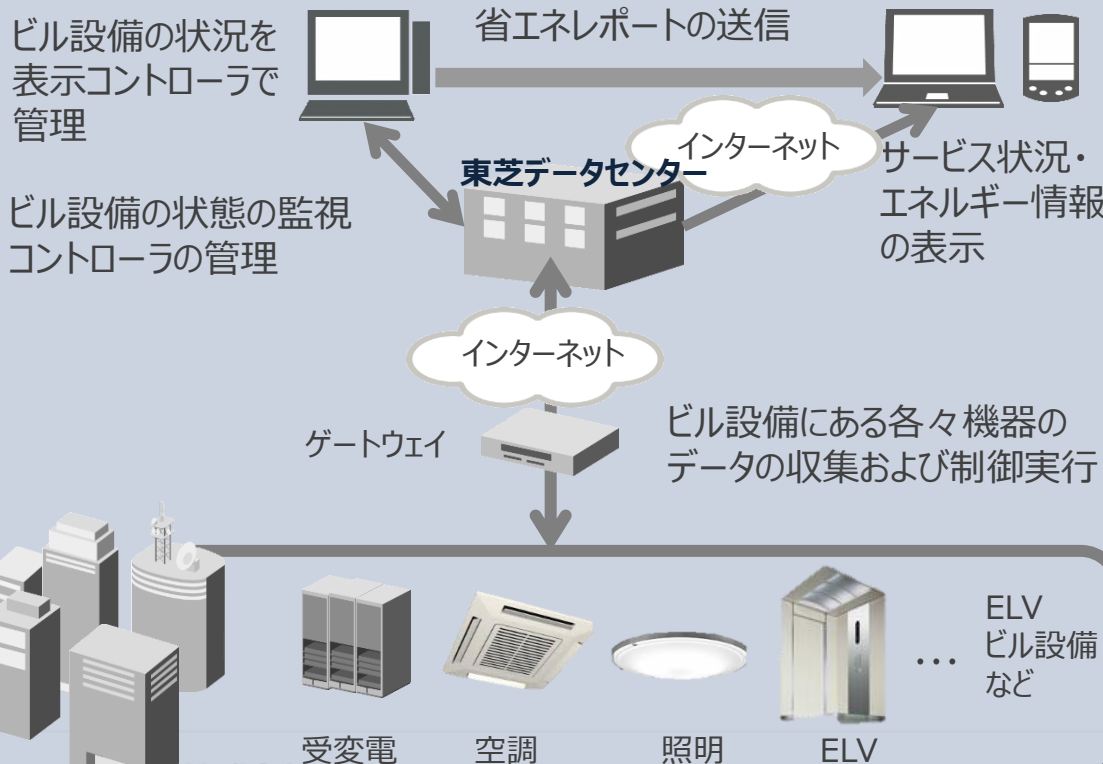 ビル設備の状況を
表示コントローラで
管理
省エネレポートの送信
インターネット
東芝データセンター
サービス状況・
エネルギー情報
の表示
ビル設備の状態の監視
コントローラの管理
インターネット
ゲートウェイ
ビル設備にある各々機器の
データの収集および制御実行
ELV
ビル設備
など
…
受変電
空調
照明
ELV